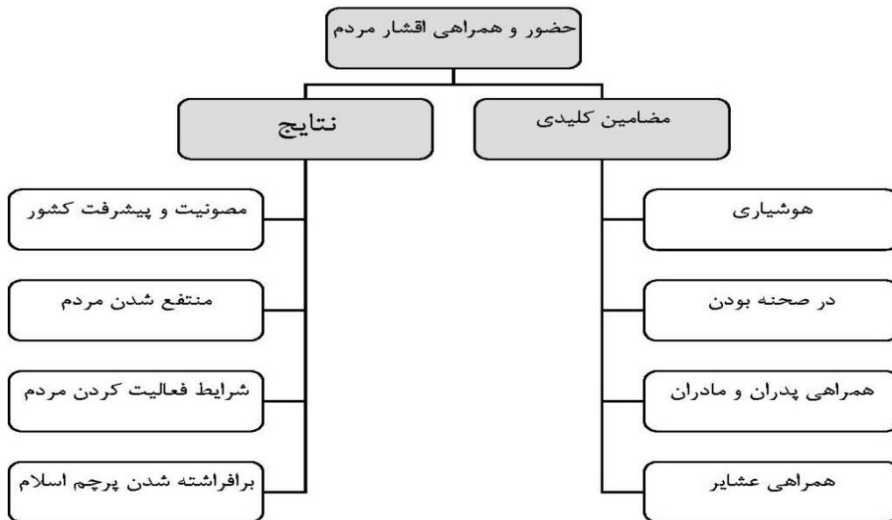 حضور و همراهی اقشار مردم
مضامین کلیدی
نتایج
هوشیاری
مصونیت و پیشرفت کشور
در صحنه بودن
منتفع شدن مردم
همراهی پدران و مادران
شرایط فعالیت کردن مردم
همراهی عشایر
برافراشته شدن پرچم اسلام